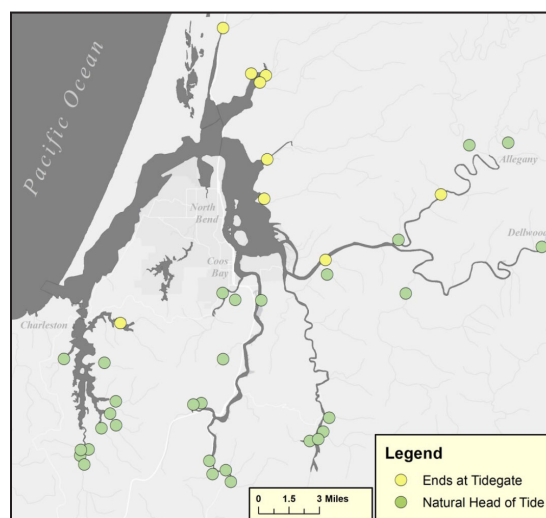 Pacific Ocean
Allegany
North
Bend
Dellwood
Coos
Bay
Charleston
Legend
Ends at Tidegate
Natural Head of Tide
0 1.5 3 Miles